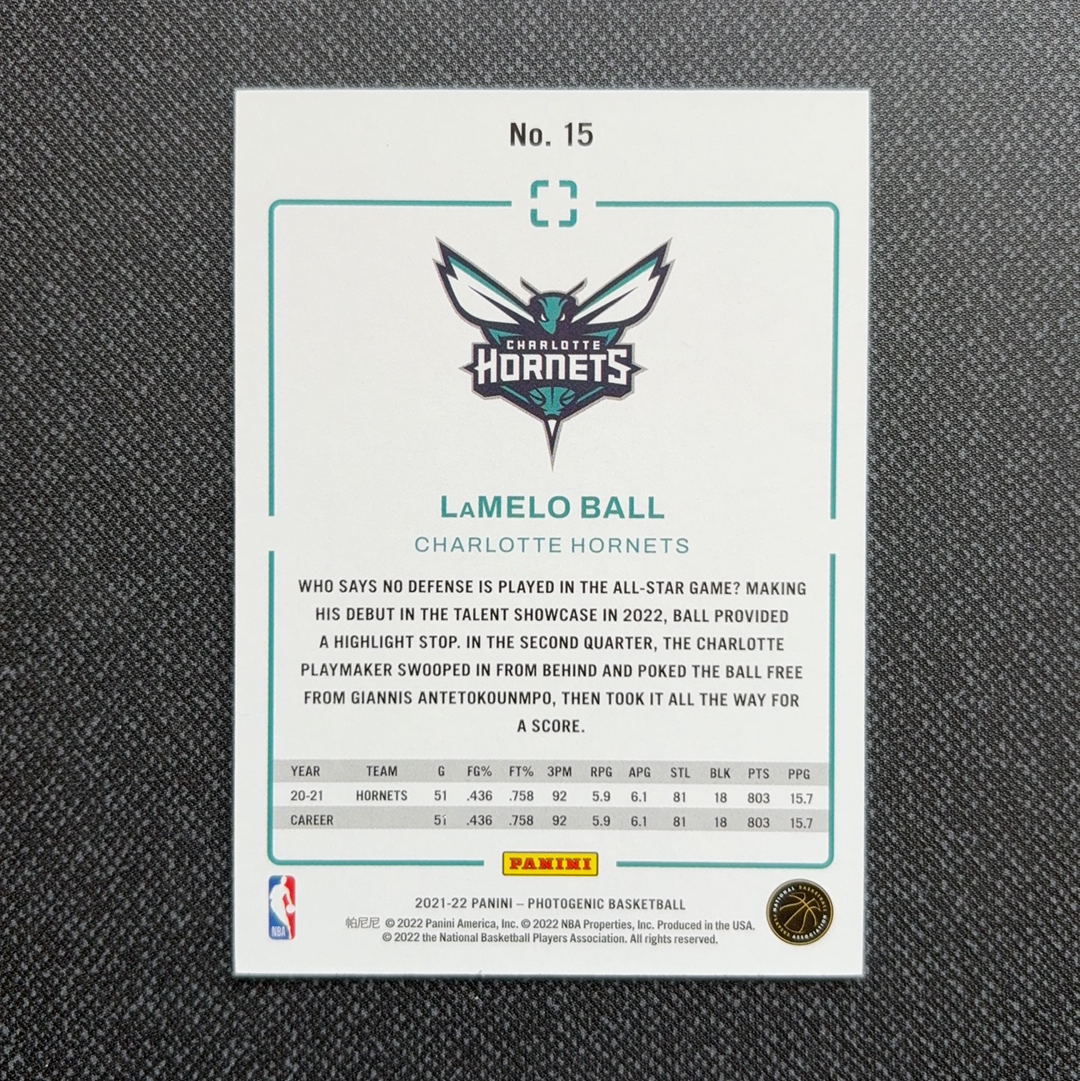 No. 15
CHARLOTTE
HORNETS
LaMELO BALL
CHARLOTTE HORNETS
WHO SAYS NO DEFENSE IS PLAYED IN THE ALL-STAR GAME? MAKING
HIS DEBUT IN THE TALENT SHOWCASE IN 2022, BALL PROVIDED
A HIGHLIGHT STOP. IN THE SECOND QUARTER, THE CHARLOTTE
PLAYMAKER SWOOPED IN FROM BEHIND AND POKED THE BALL FREE
FROM GIANNIS ANTETOKOUNMPO, THEN TOOK IT ALL THE WAY FOR
A SCORE.
YEAR TEAM G FG% FT% 3PM RPG APG STL BLK PTS PPG
20-21 HORNETS 51 .436 .758 92 5.9 6.1 81 18 803 15.7
CAREER 51 .436 .758 92 5.9 6.1 81 18 803 15.7
PANINI
NBA
2021-22 PANINI – PHOTOGENIC BASKETBALL
帕尼尼 © 2022 Panini America, Inc. © 2022 NBA Properties, Inc. Produced in the USA.
© 2022 the National Basketball Players Association. All rights reserved.
NATIONAL BASKETBALL
PLAYERS ASSOCIATION